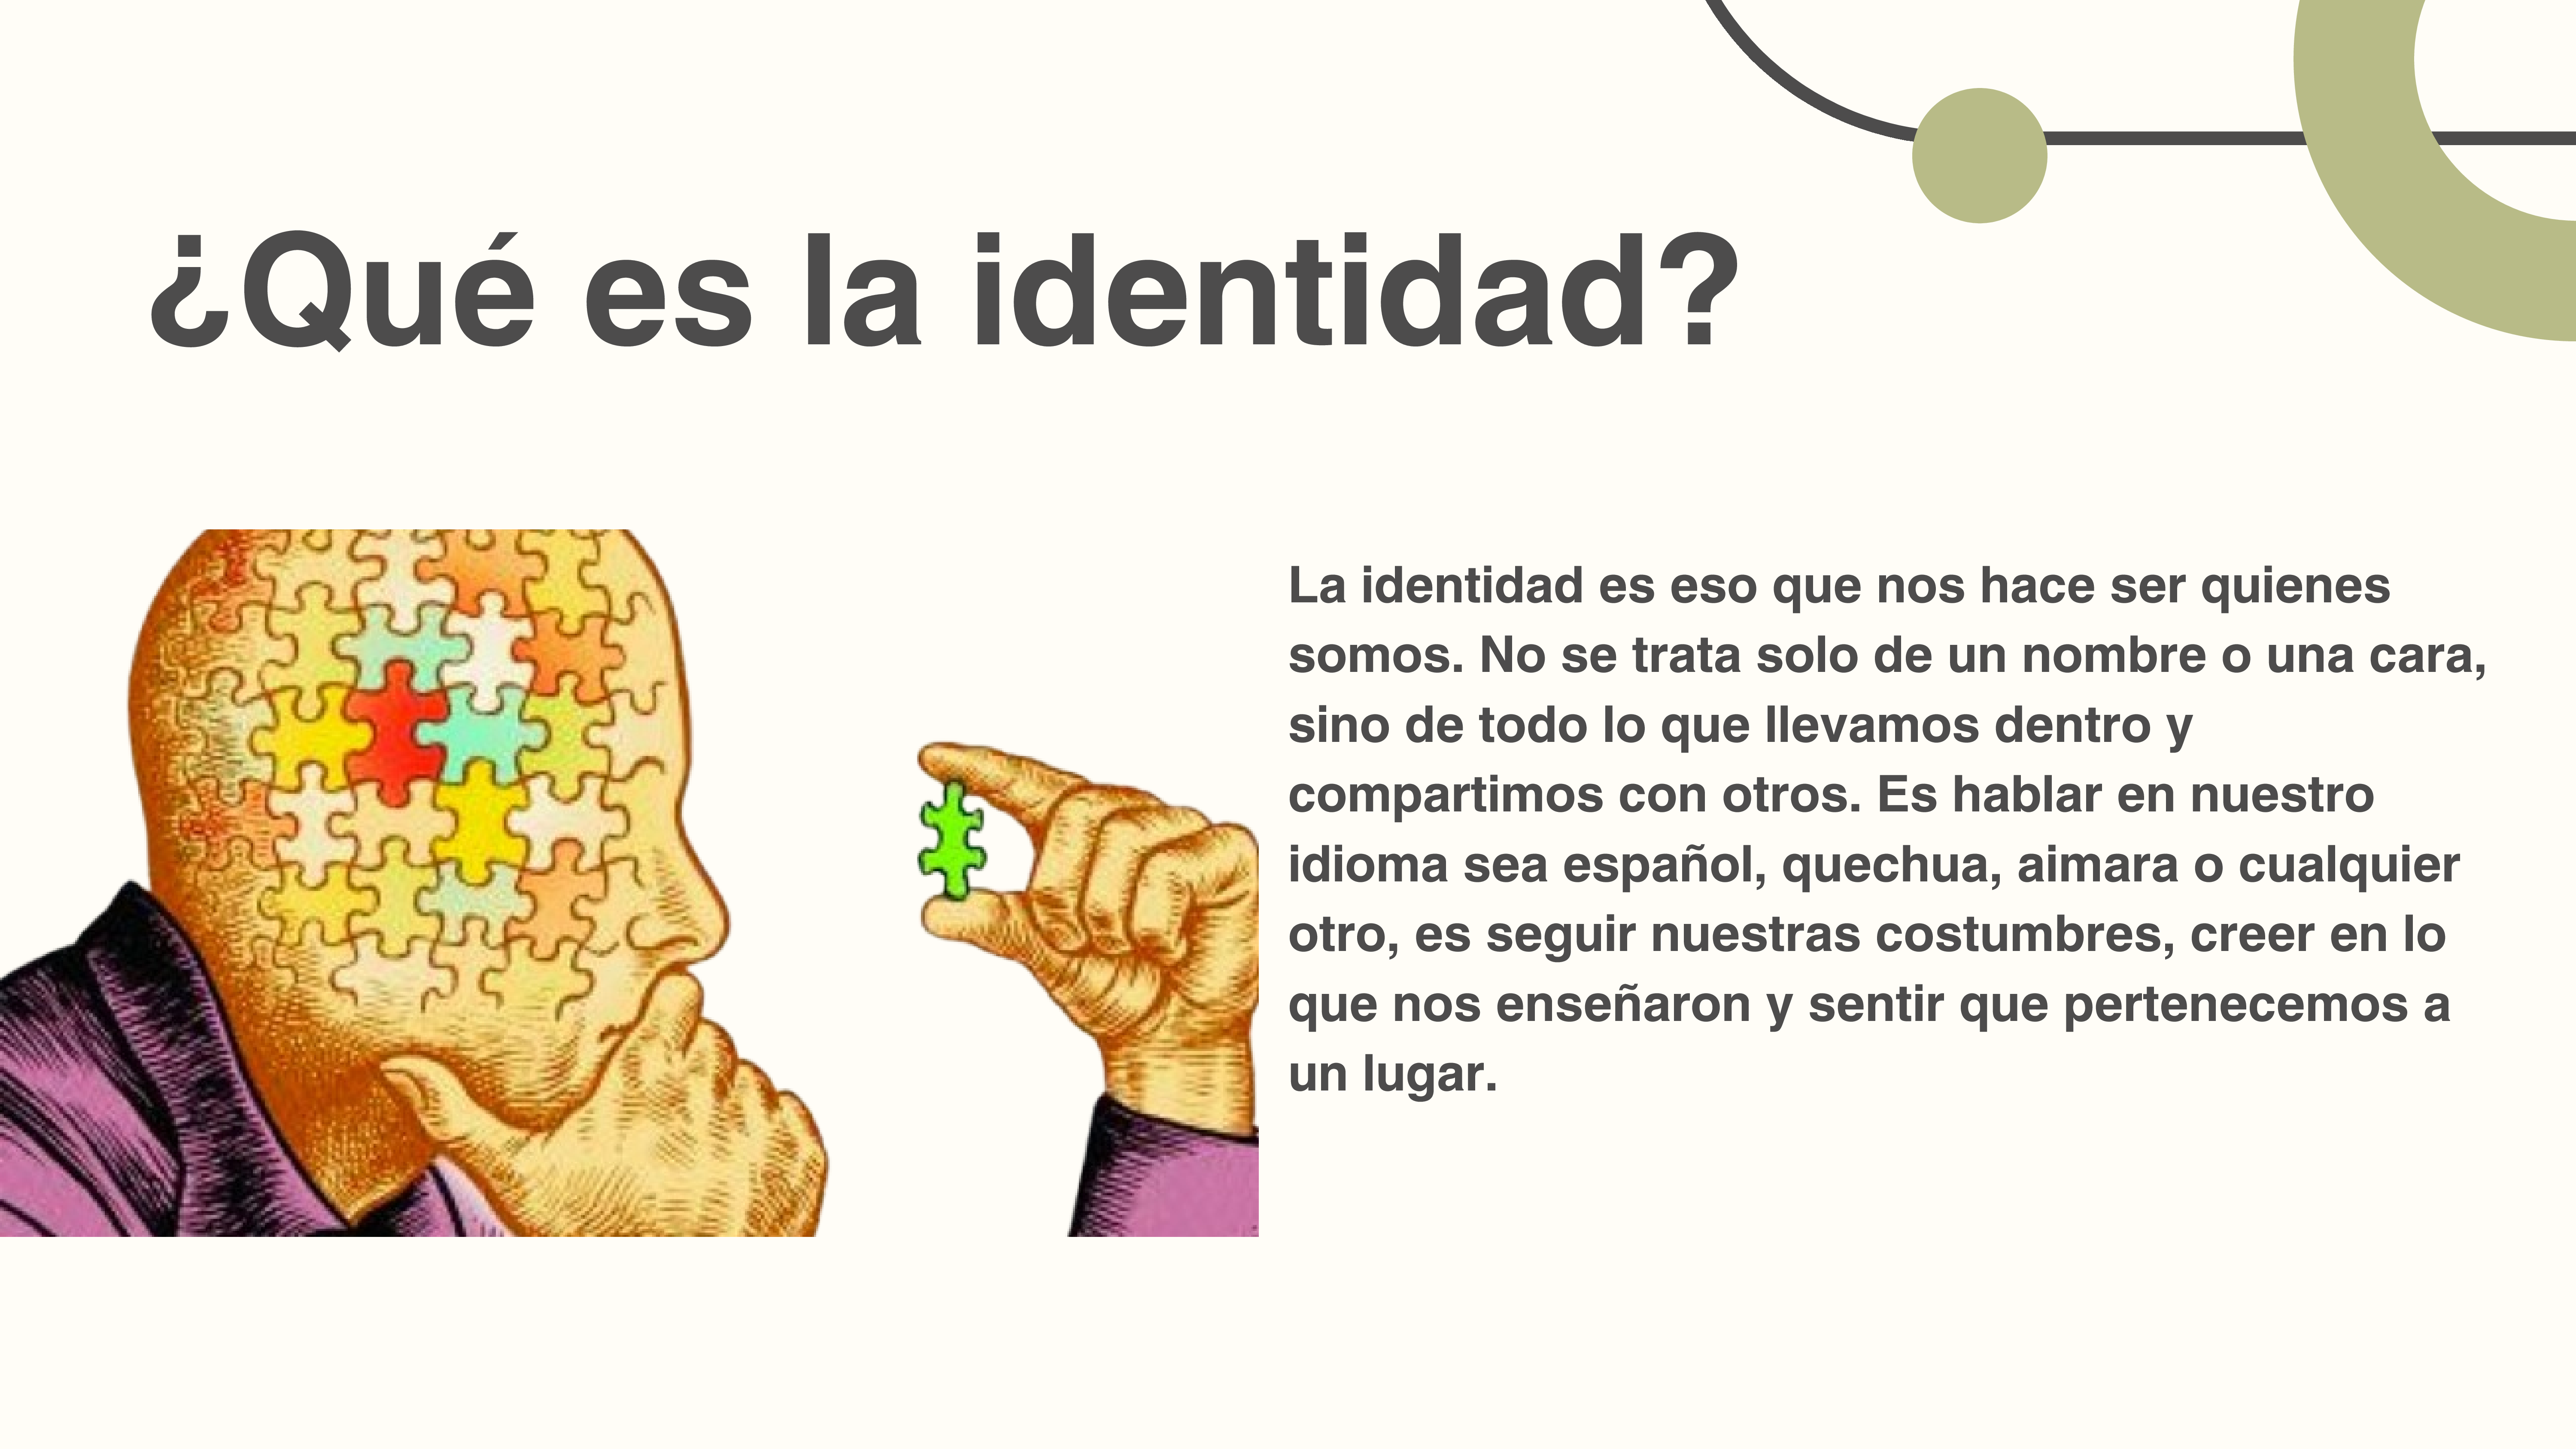 ¿Qué es la identidad?
La identidad es eso que nos hace ser quienes
somos. No se trata solo de un nombre o una cara,
sino de todo lo que llevamos dentro y
compartimos con otros. Es hablar en nuestro
idioma sea español, quechua, aimara o cualquier
otro, es seguir nuestras costumbres, creer en lo
que nos enseñaron y sentir que pertenecemos a
un lugar.